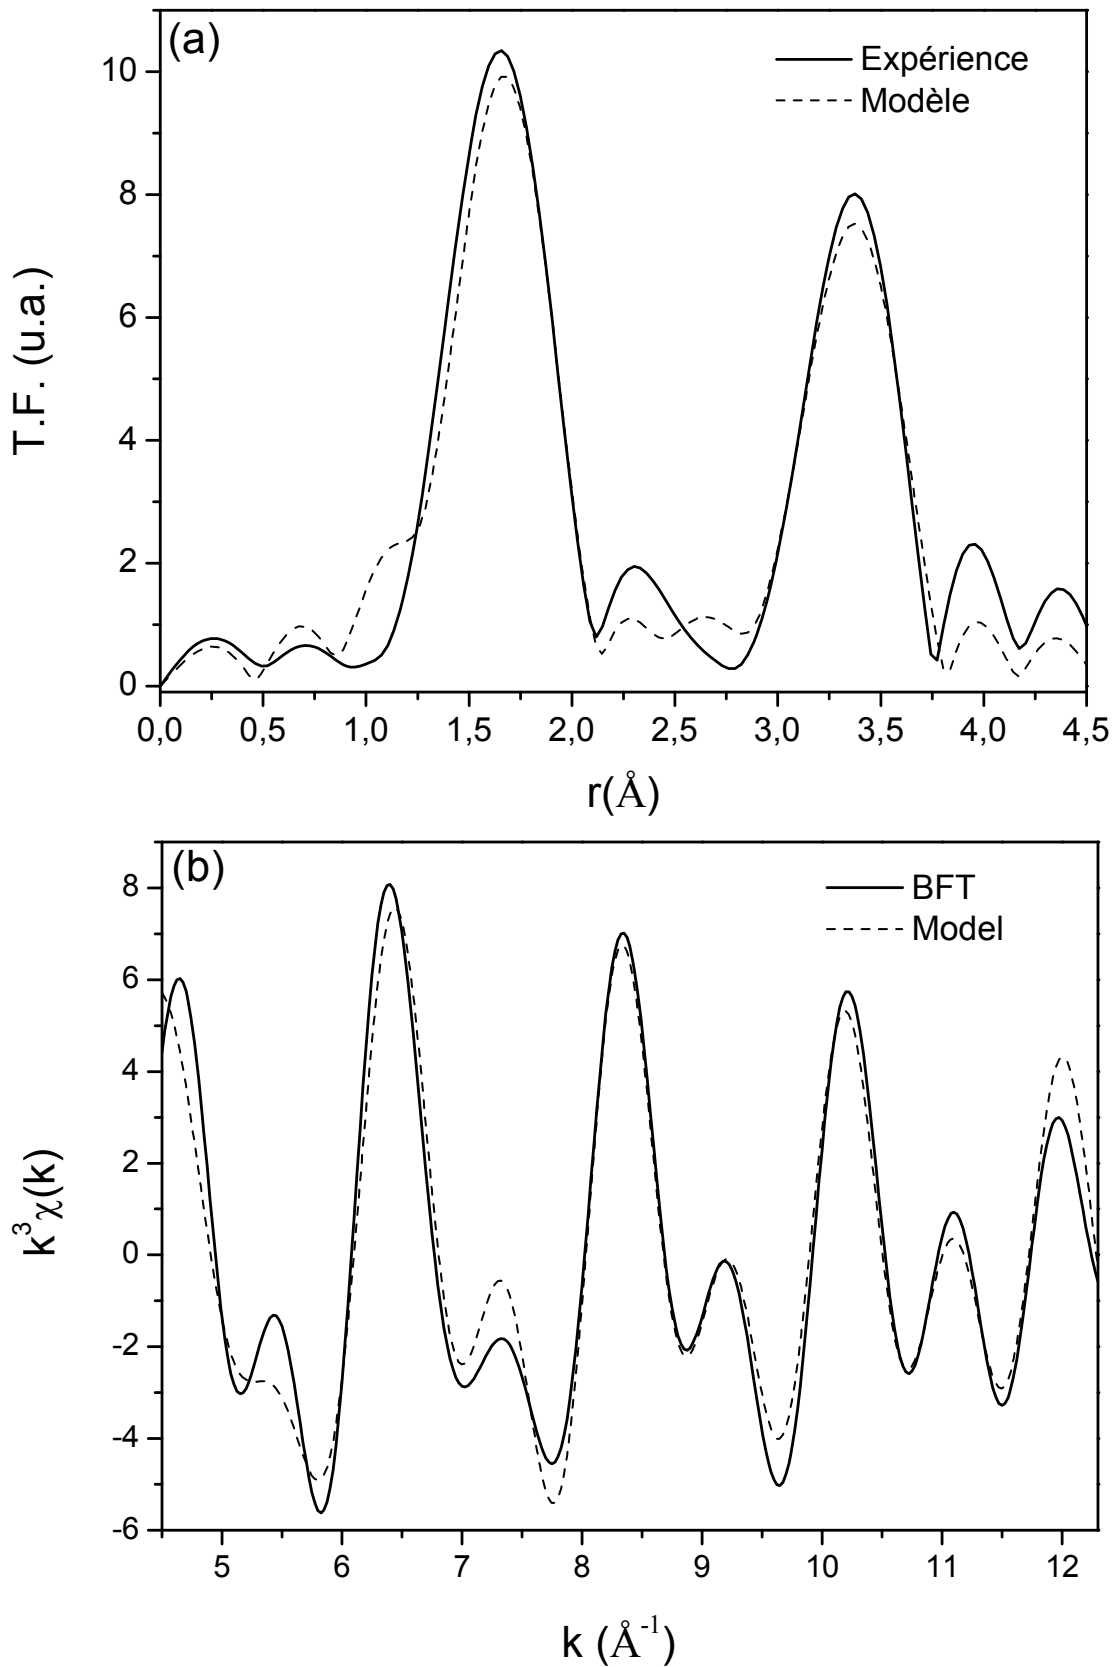 (a)
Expérience
Modèle
10
8
6
4
2
0
T.F. (u.a.)
0,0 0,5 1,0 1,5 2,0 2,5 3,0 3,5 4,0 4,5
r(Å)
(b)
BFT
Model
8
6
4
2
0
-2
-4
-6
k³χ(k)
5 6 7 8 9 10 11 12
k (Å⁻¹)